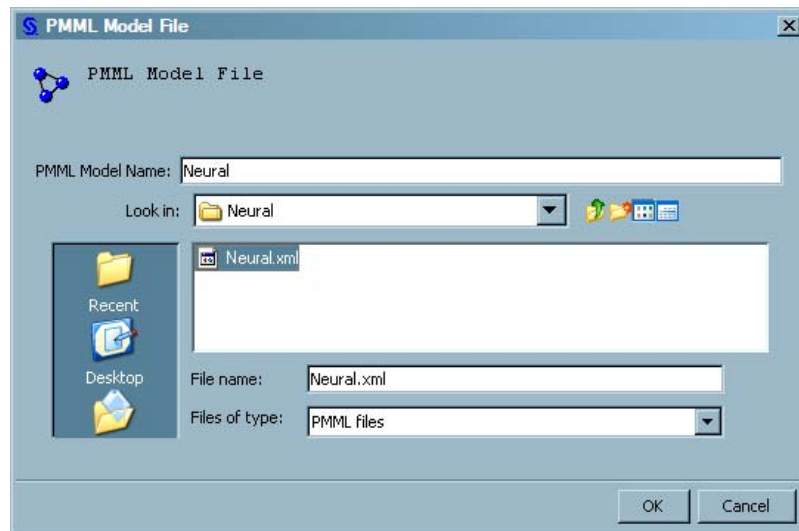 PMML Model File
PMML Model File
PMML Model Name: Neural
Look in: Neural
Neural.xml
Recent
Desktop
File name: Neural.xml
Files of type: PMML files
OK Cancel